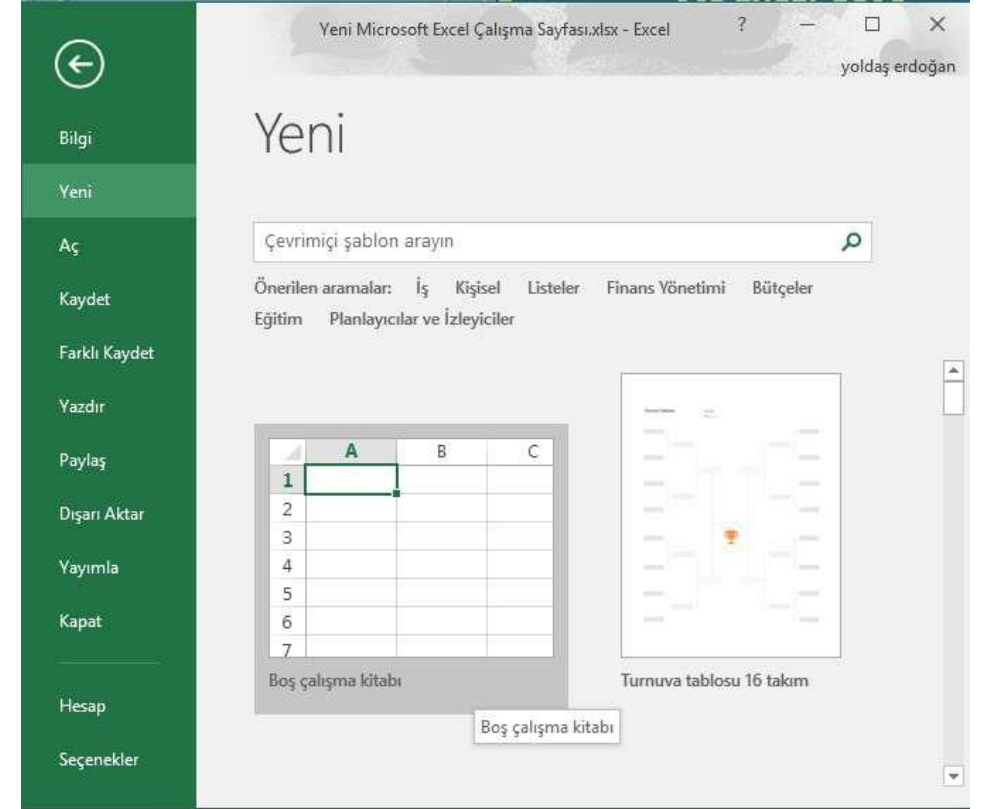 Yeni Microsoft Excel Çalışma Sayfası.xlsx - Excel
?
yoldaş erdoğan
Bilgi
Yeni
Aç
Kaydet
Farklı Kaydet
Yazdır
Paylaş
Dışarı Aktar
Yayımla
Kapat
Hesap
Seçenekler
Yeni
Çevrimiçi şablon arayın
Önerilen aramalar: İş Kişisel Listeler Finans Yönetimi Bütçeler
Eğitim Planlayıcılar ve İzleyiciler
A B C
1
2
3
4
5
6
7
Boş çalışma kitabı
Turnuva tablosu 16 takım
Boş çalışma kitabı